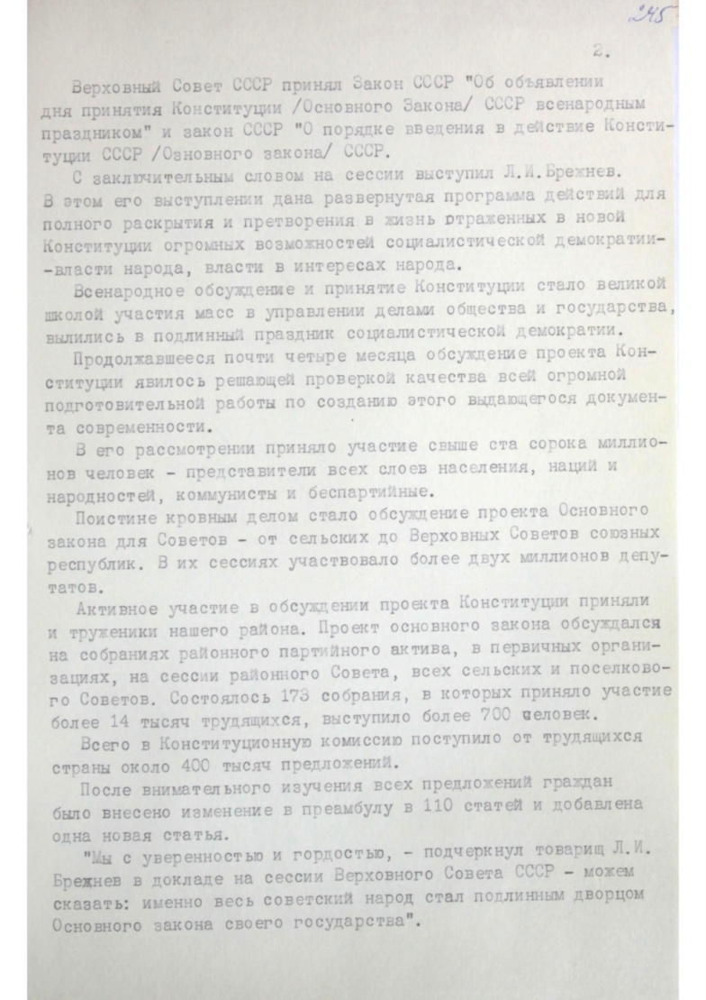 245
2.
Верховный Совет СССР принял Закон СССР "Об объявлении
дня принятия Конституции /Основного Закона/ СССР всенародным
праздником" и закон СССР "О порядке введения в действие Консти-
туции СССР /Озновного закона/ СССР.
С заключительным словом на сессии выступил Л.И.Брежнев.
В этом его выступлении дана развернутая программа действий для
полного раскрытия и претворения в жизнь отраженных в новой
Конституции огромных возможностей социалистической демократии-
-власти народа, власти в интересах народа.
Всенародное обсуждение и принятие Конституции стало великой
школой участия масс в управлении делами общества и государства,
вылились в подлинный праздник социалистической демократии.
Продолжавшееся почти четыре месяца обсуждение проекта Кон-
ституции явилось решающей проверкой качества всей огромной
подготовительной работы по созданию этого выдающегося докумен-
та современности.
В его рассмотрении приняло участие свыше ста сорока миллио-
нов человек - представители всех слоев населения, наций и
народностей, коммунисты и беспартийные.
Поистине кровным делом стало обсуждение проекта Основного
закона для Советов - от сельских до Верховных Советов союзных
республик. В их сессиях участвовало более двух миллионов депу-
татов.
Активное участие в обсуждении проекта Конституции приняли
и труженики нашего района. Проект основного закона обсуждался
на собраниях районного партийного актива, в первичных органи-
зациях, на сессии районного Совета, всех сельских и поселково-
го Советов. Состоялось 173 собрания, в которых приняло участие
более 14 тысяч трудящихся, выступило более 700 человек.
Всего в Конституционную комиссию поступило от трудящихся
страны около 400 тысяч предложений.
После внимательного изучения всех предложений граждан
было внесено изменение в преамбулу в 110 статей и добавлена
одна новая статья.
"Мы с уверенностью и гордостью, - подчеркнул товарищ Л.И.
Брежнев в докладе на сессии Верховного Совета СССР - можем
сказать: именно весь советский народ стал подлинным дворцом
Основного закона своего государства".